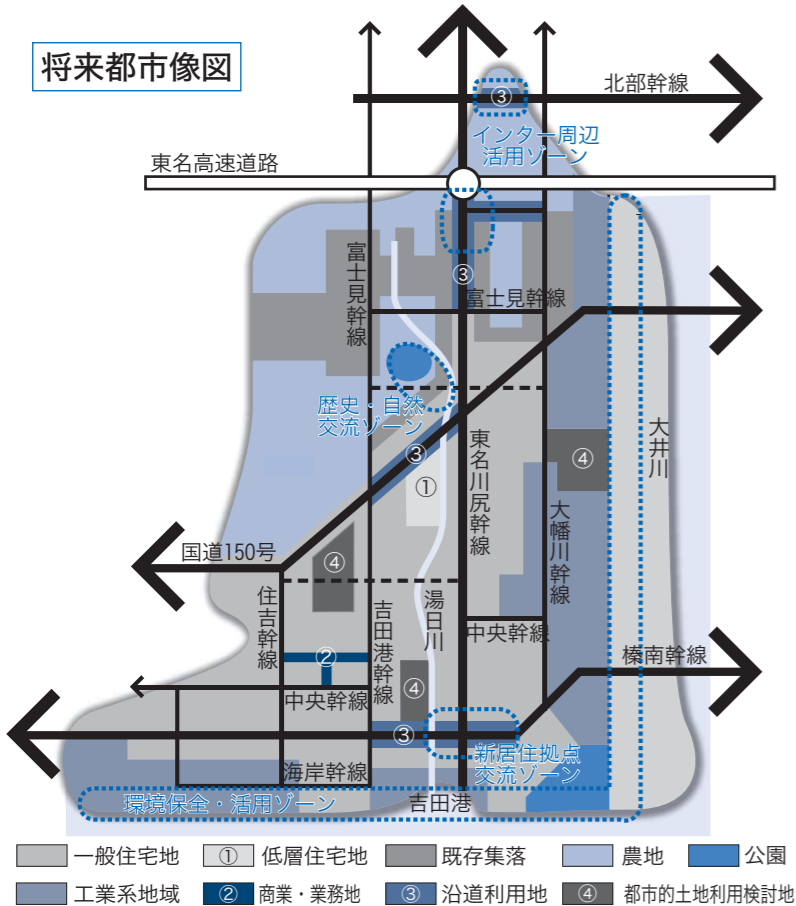 将来都市像図
北部幹線
③
インター周辺
活用ゾーン
東名高速道路
富士見幹線
③
富士見幹線
歴史・自然
交流ゾーン
③
①
東名川尻幹線
大井川
④
大幡川幹線
国道150号
④
住吉幹線
吉田港幹線
湯日川
中央幹線
②
榛南幹線
④
中央幹線
③
新居住拠点
交流ゾーン
海岸幹線
環境保全・活用ゾーン
吉田港
一般住宅地
① 低層住宅地
既存集落
農地
公園
工業系地域
② 商業・業務地
③ 沿道利用地
④ 都市的土地利用検討地